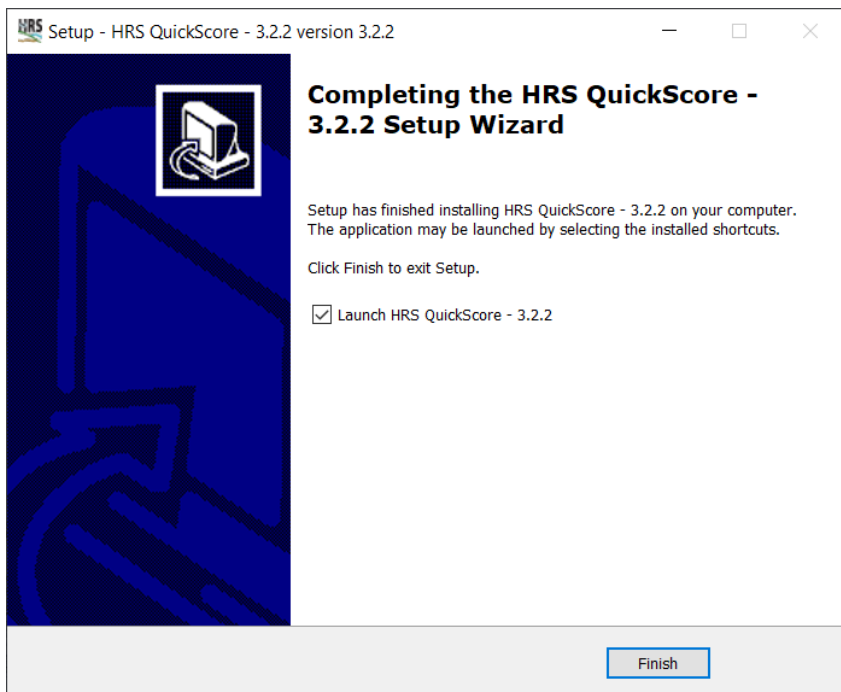 HRS
Setup - HRS QuickScore - 3.2.2 version 3.2.2
Completing the HRS QuickScore -
3.2.2 Setup Wizard
Setup has finished installing HRS QuickScore - 3.2.2 on your computer.
The application may be launched by selecting the installed shortcuts.
Click Finish to exit Setup.
Launch HRS QuickScore - 3.2.2
Finish